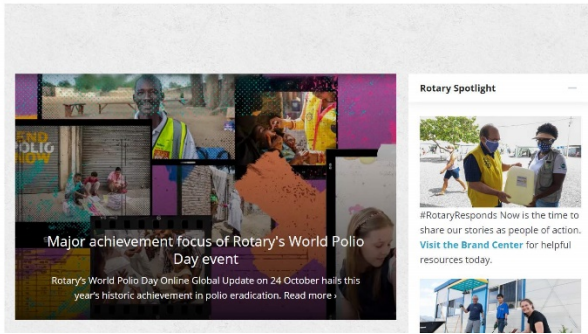 END
POLIO
NOW
Major achievement focus of Rotary's World Polio
Day event
Rotary's World Polio Day Online Global Update on 24 October hails this
year's historic achievement in polio eradication. Read more ›
Rotary Spotlight
#RotaryResponds Now is the time to
share our stories as people of action.
Visit the Brand Center for helpful
resources today.